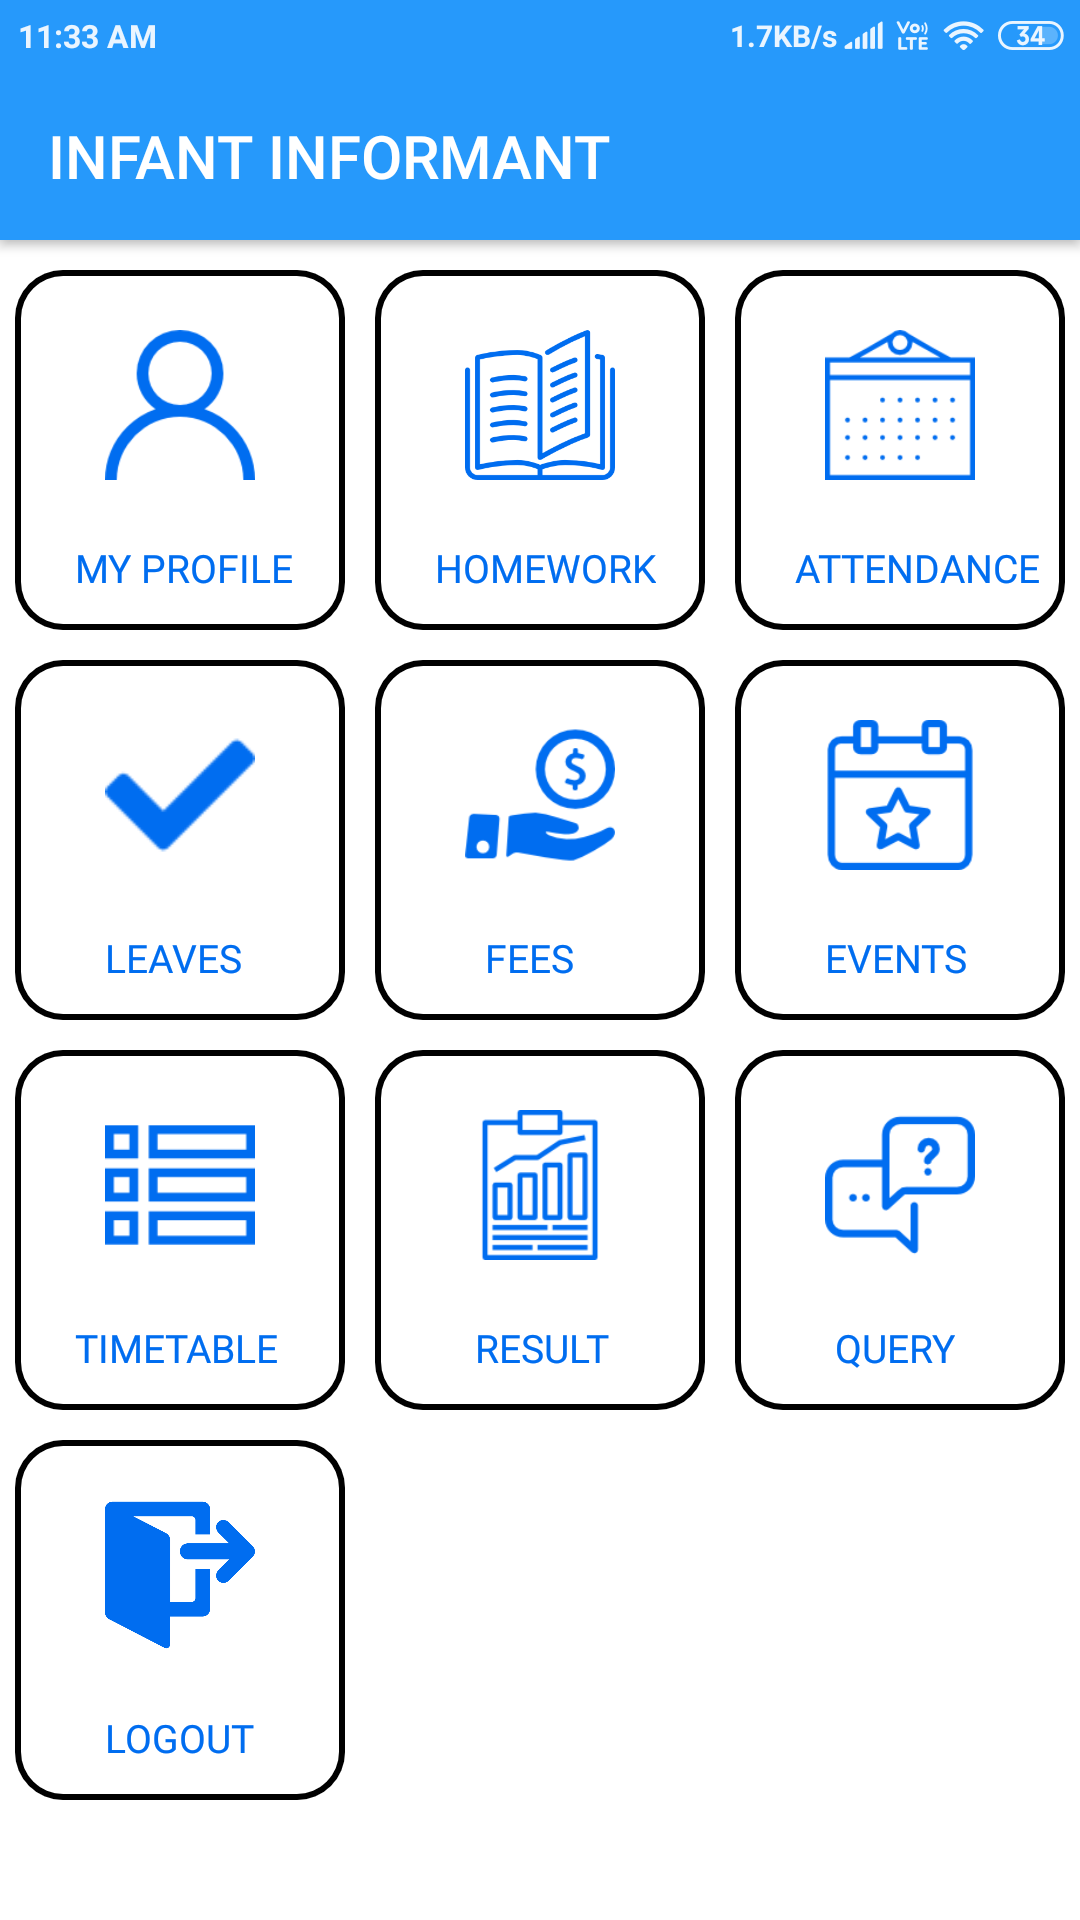 11:33 AM 1.7KB/s Vo)) LTE 34
INFANT INFORMANT
MY PROFILE HOMEWORK ATTENDANCE
$
LEAVES FEES EVENTS
?
TIMETABLE RESULT QUERY
LOGOUT